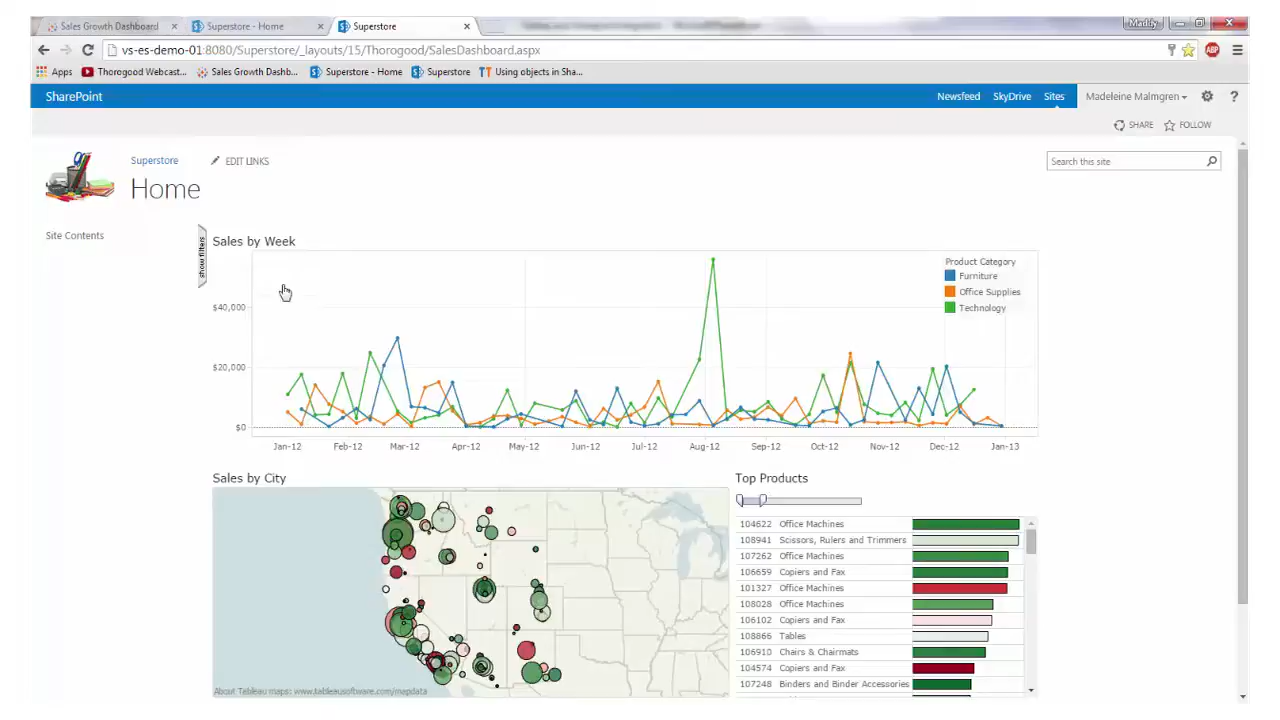 Sales Growth Dashboard
Superstore - Home
Superstore
Maddy
vs-es-demo-01:8080/Superstore/_layouts/15/Thorogood/SalesDashboard.aspx
ABP
Apps Thorogood Webcast... Sales Growth Dashb... Superstore - Home Superstore TT Using objects in Sha...
SharePoint
Newsfeed SkyDrive Sites Madeleine Malmgren ?
SHARE FOLLOW
Superstore EDIT LINKS
Search this site
Home
Site Contents
show filters
Sales by Week
Product Category
Furniture
Office Supplies
Technology
$40,000
$20,000
$0
Jan-12 Feb-12 Mar-12 Apr-12 May-12 Jun-12 Jul-12 Aug-12 Sep-12 Oct-12 Nov-12 Dec-12 Jan-13
Sales by City
About Tableau maps: www.tableausoftware.com/mapdata
Top Products
104622 Office Machines
108941 Scissors, Rulers and Trimmers
107262 Office Machines
106659 Copiers and Fax
101327 Office Machines
108028 Office Machines
106102 Copiers and Fax
108866 Tables
106910 Chairs & Chairmats
104574 Copiers and Fax
107248 Binders and Binder Accessories